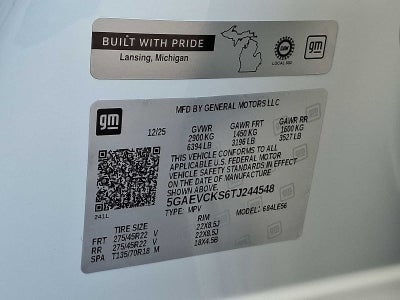 BUILT WITH PRIDE
Lansing, Michigan
gm
gm
MFD BY GENERAL MOTORS LLC
12/25
GVWR GAWR FRT GAWR RR
2900 KG 1450 KG 1600 KG
6394 LB 3196 LB 3527 LB
THIS VEHICLE CONFORMS TO ALL
APPLICABLE U.S. FEDERAL MOTOR
VEHICLE SAFETY STANDARDS IN EFFECT
ON THE DATE OF MANUFACTURE
SHOWN ABOVE.
5GAEVCKS6TJ244548
TYPE: MPV MODEL: 684LE56
241L
TIRE SIZE RIM
FRT 275/45R22 V 22X8.5J
RR 275/45R22 V 22X8.5J
SPA T135/70R18 M 18X4.5B